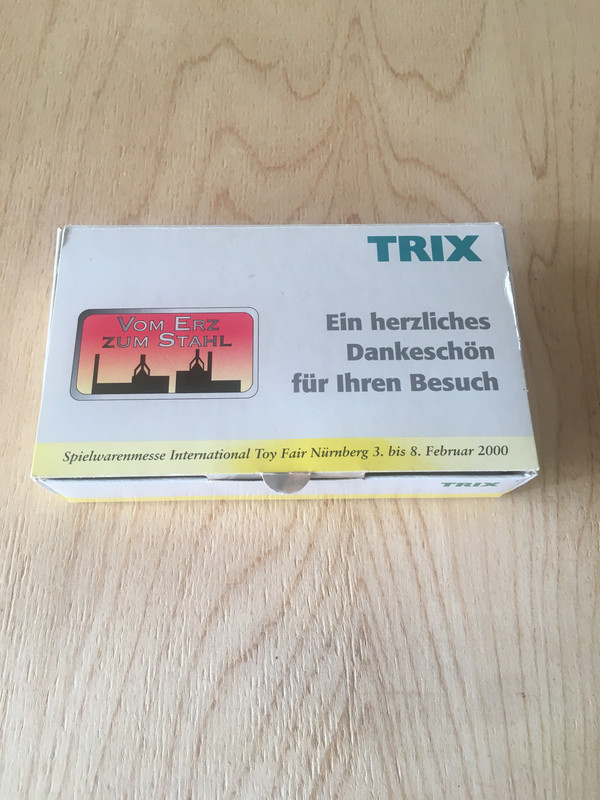 TRIX
VOM ERZ
ZUM STAHL
Ein herzliches
Dankeschön
für Ihren Besuch
Spielwarenmesse International Toy Fair Nürnberg 3. bis 8. Februar 2000
TRIX